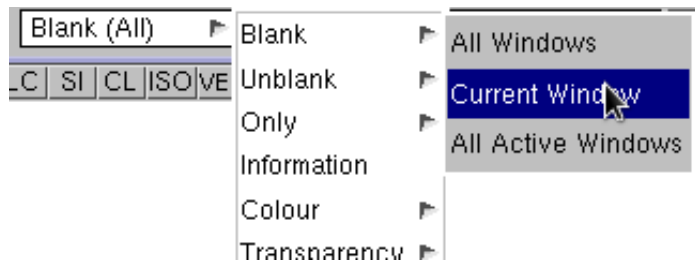 Blank (All)
LC SI CL ISO VE
Blank
Unblank
Only
Information
Colour
Transparency
All Windows
Current Window
All Active Windows